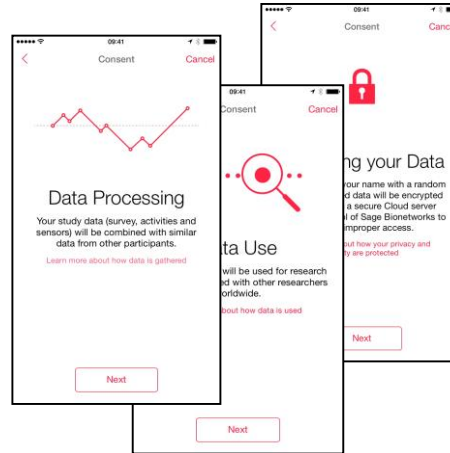 09:41
Consent
Cancel
Data Processing
Your study data (survey, activities and
sensors) will be combined with similar
data from other participants.
Learn more about how data is gathered
Next
09:41
Consent
Cancel
ta Use
will be used for research
ed with other researchers
orldwide.
bout how data is used
Next
09:41
Consent
Canc
ng your Data
your name with a random
d data will be encrypted
a secure Cloud server
ol of Sage Bionetworks to
improper access.
out how your privacy and
ty are protected
Next